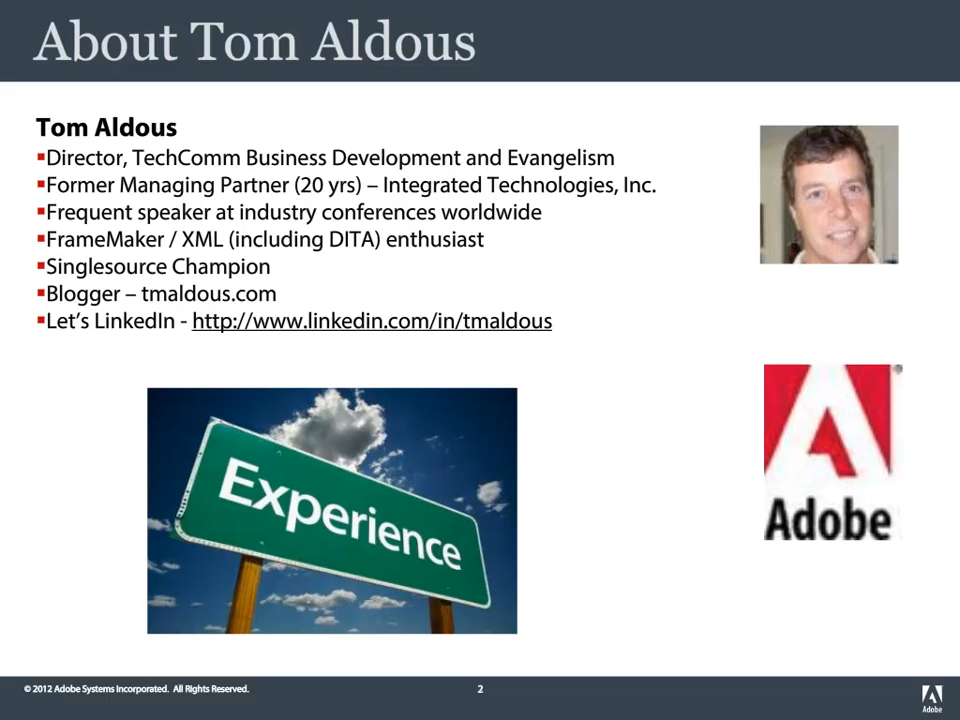 About Tom Aldous
Tom Aldous
▪Director, TechComm Business Development and Evangelism
▪Former Managing Partner (20 yrs) – Integrated Technologies, Inc.
▪Frequent speaker at industry conferences worldwide
▪FrameMaker / XML (including DITA) enthusiast
▪Singlesource Champion
▪Blogger – tmaldous.com
▪Let’s LinkedIn - http://www.linkedin.com/in/tmaldous
Experience
Adobe
© 2012 Adobe Systems Incorporated. All Rights Reserved.
2
Adobe